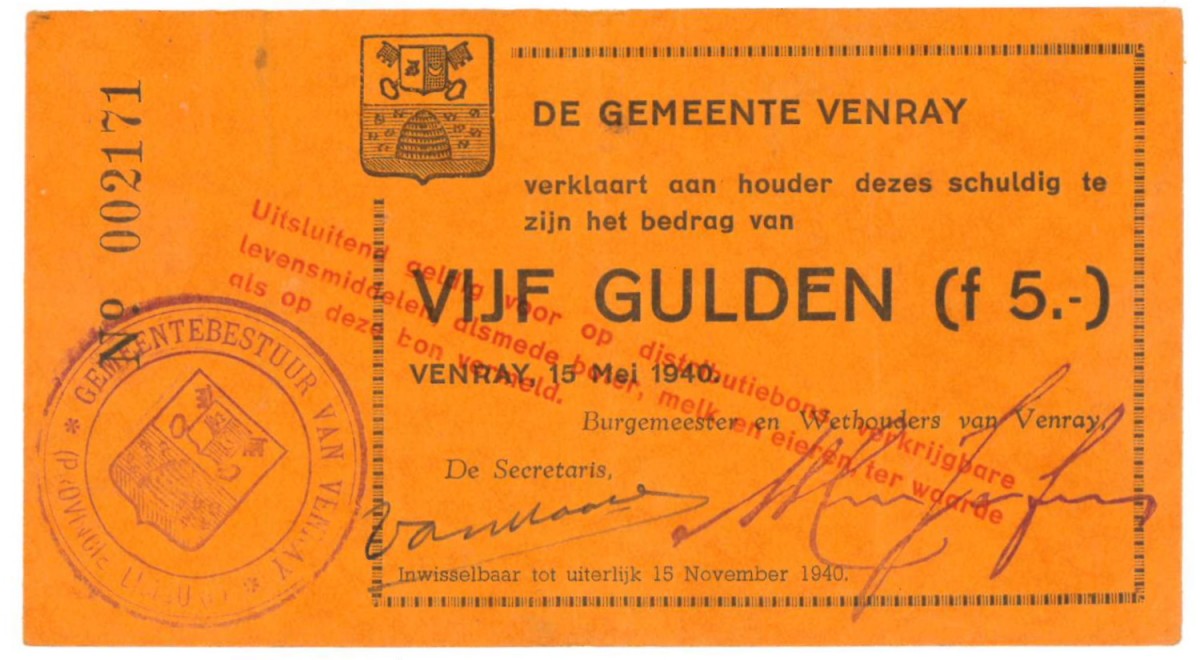 No. 002171
DE GEMEENTE VENRAY
verklaart aan houder dezes schuldig te
zijn het bedrag van
VIJF GULDEN (f 5.-)
VENRAY, 15 Mei 1940.
Burgemeester en Wethouders van Venray,
De Secretaris,
Inwisselbaar tot uiterlijk 15 November 1940.
Uitsluitend geldig voor op distributiebons verkrijgbare
levensmiddelen, alsmede boter, melk en eieren ter waarde
als op deze bon vermeld.
* GEMEENTEBESTUUR VAN VENRAY *